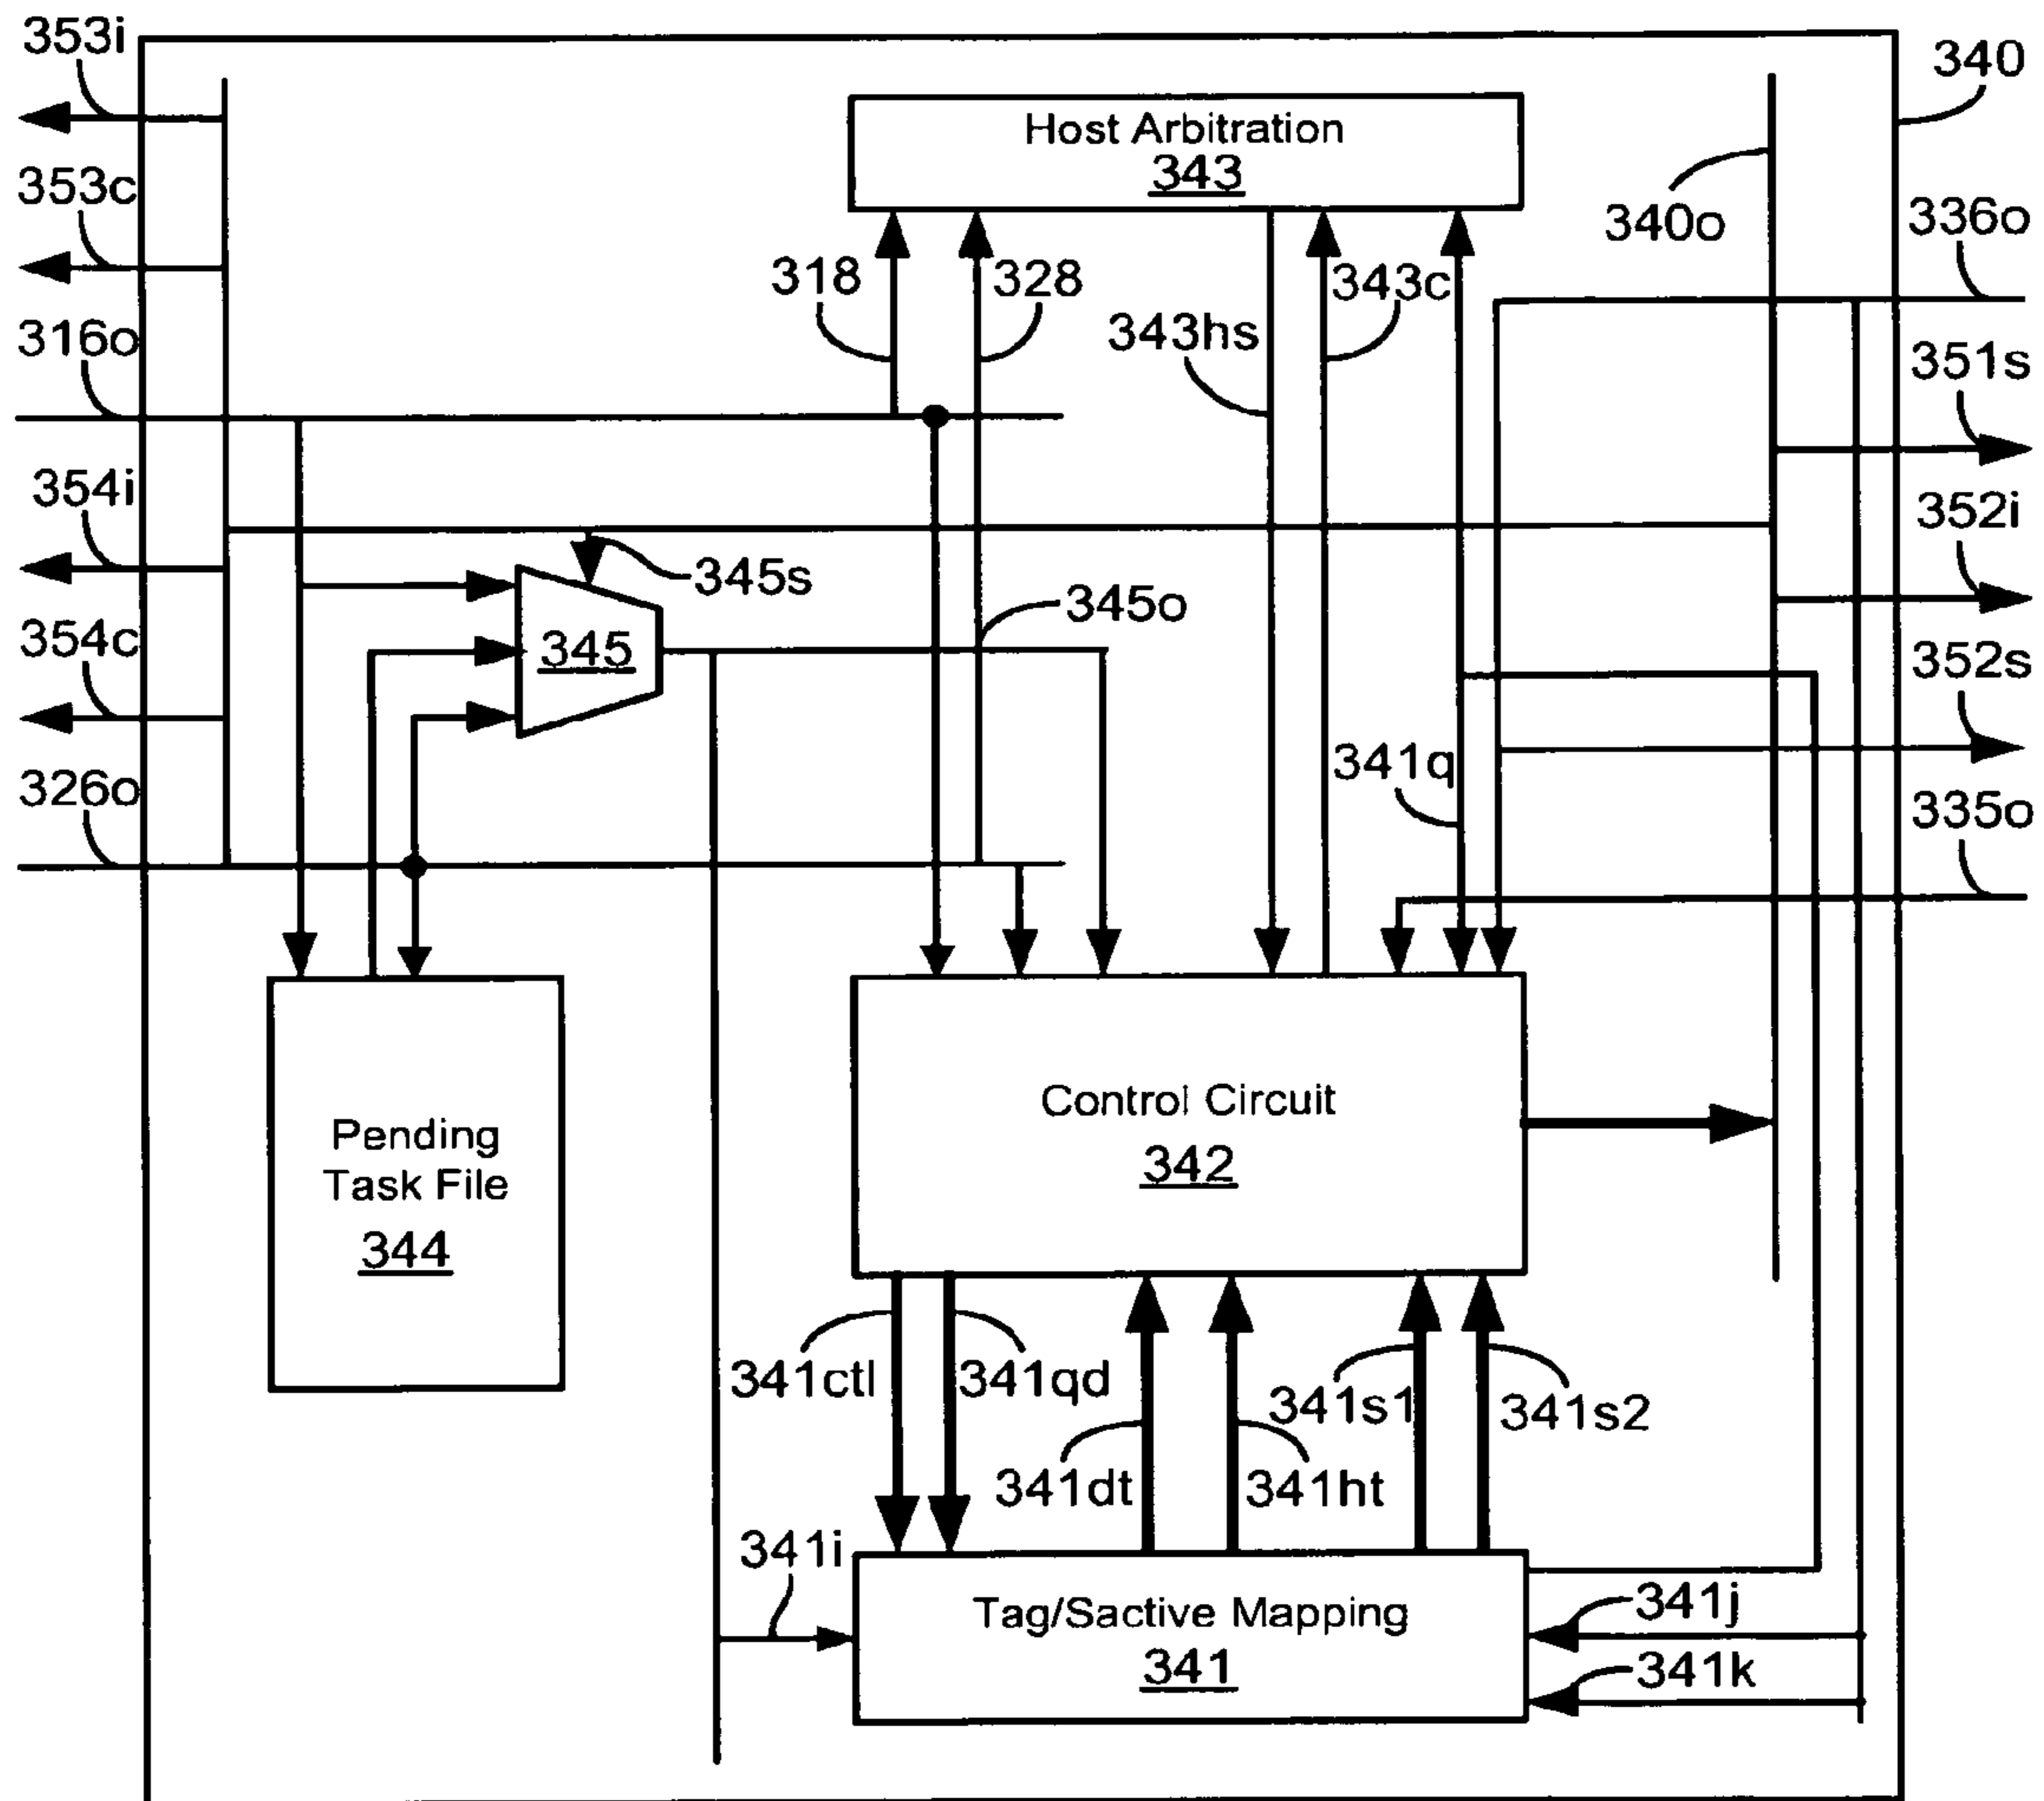 353i
340
Host Arbitration
343
353c
340o
336o
318
328
343c
343hs
316o
351s
354i
352i
345s
345o
354c
345
352s
341q
326o
335o
Control Circuit
342
Pending
Task File
344
341ctl
341qd
341s1
341s2
341dt
341ht
341i
Tag/Sactive Mapping
341
341j
341k